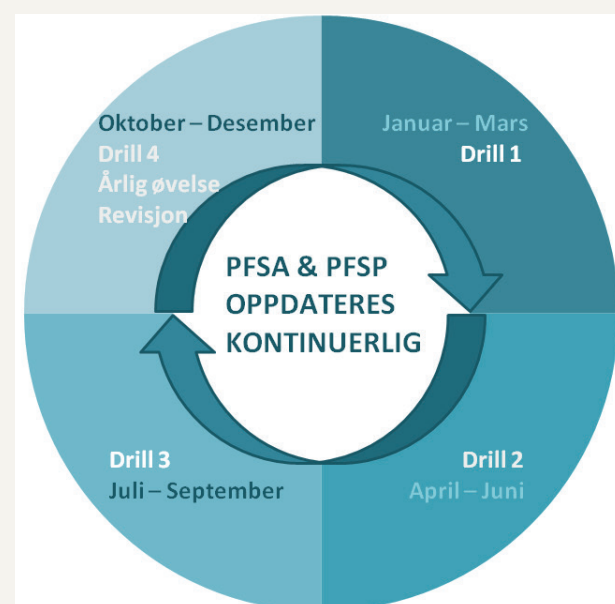 Oktober – Desember
Drill 4
Årlig øvelse
Revisjon
Januar – Mars
Drill 1
PFSA & PFSP
OPPDATERES
KONTINUERLIG
Drill 3
Juli – September
Drill 2
April – Juni